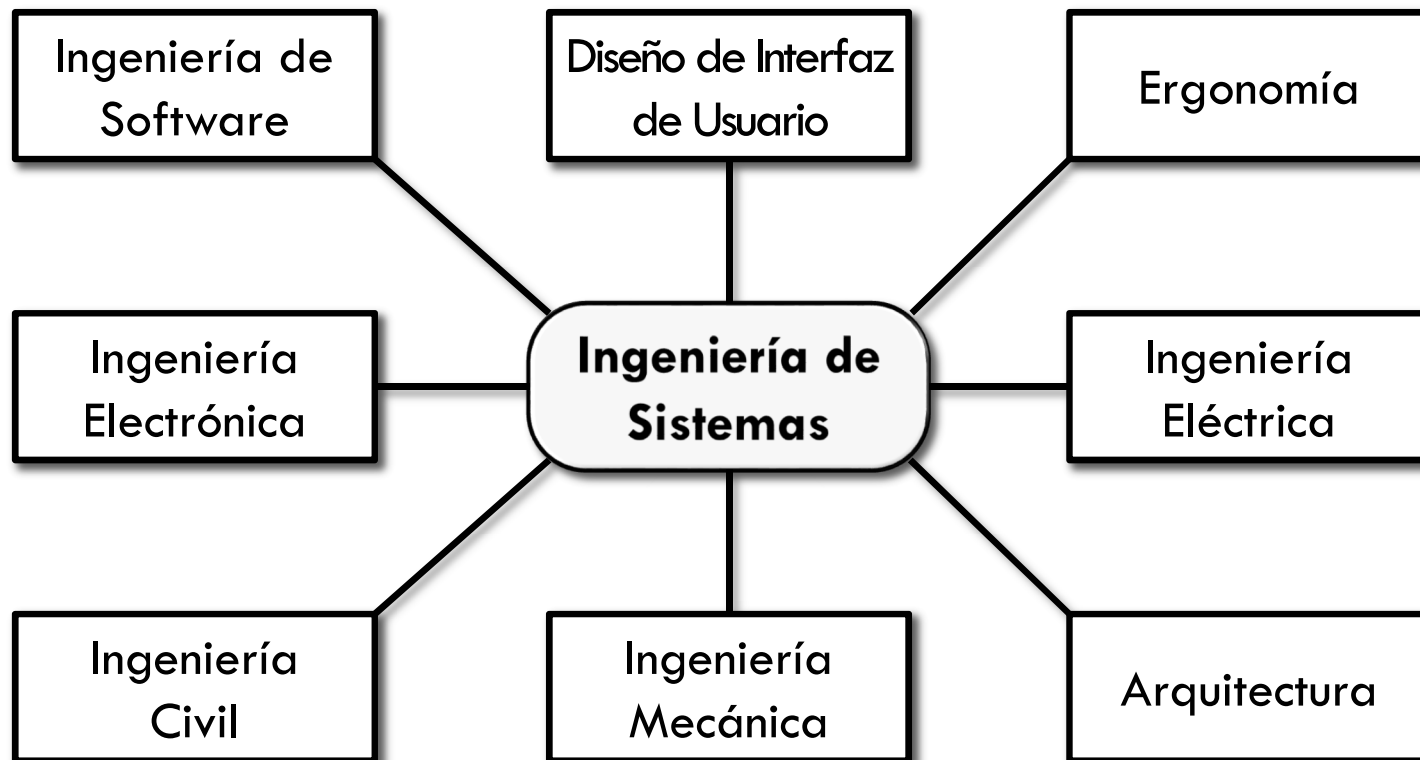 Ingeniería de
Software
Diseño de Interfaz
de Usuario
Ergonomía
Ingeniería
Electrónica
Ingeniería de
Sistemas
Ingeniería
Eléctrica
Ingeniería
Civil
Ingeniería
Mecánica
Arquitectura